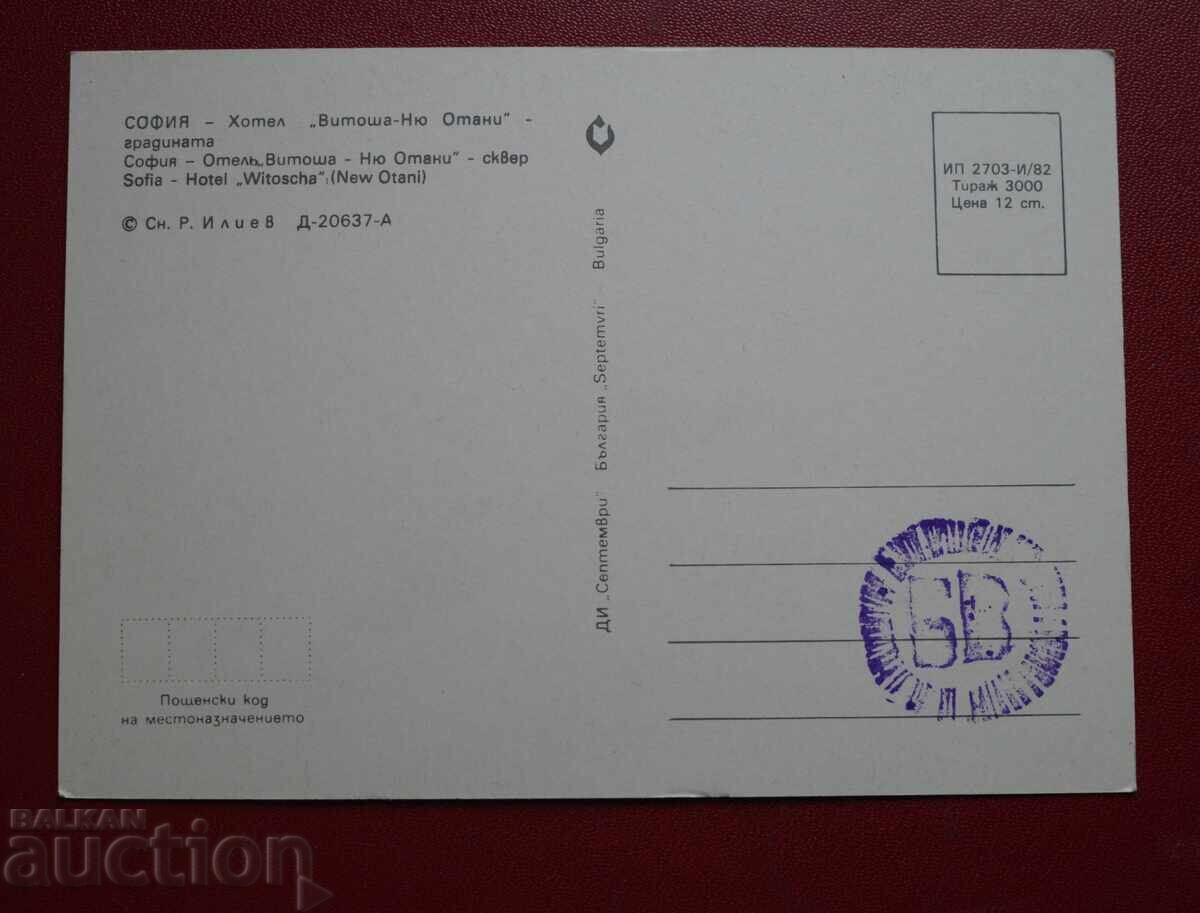 СОФИЯ – Хотел „Витоша-Ню Отани" -
градината
София – Отель „Витоша - Ню Отани" - сквер
Sofia - Hotel „Witoscha" (New Otani)
© Сн. Р. Илиев Д-20637-А
ДИ „Септември" България „Septemvri" - Bulgaria
ИП 2703-И/82
Тираж 3000
Цена 12 ст.
БВ
Пощенски код
на местоназначението
BALKAN
auction